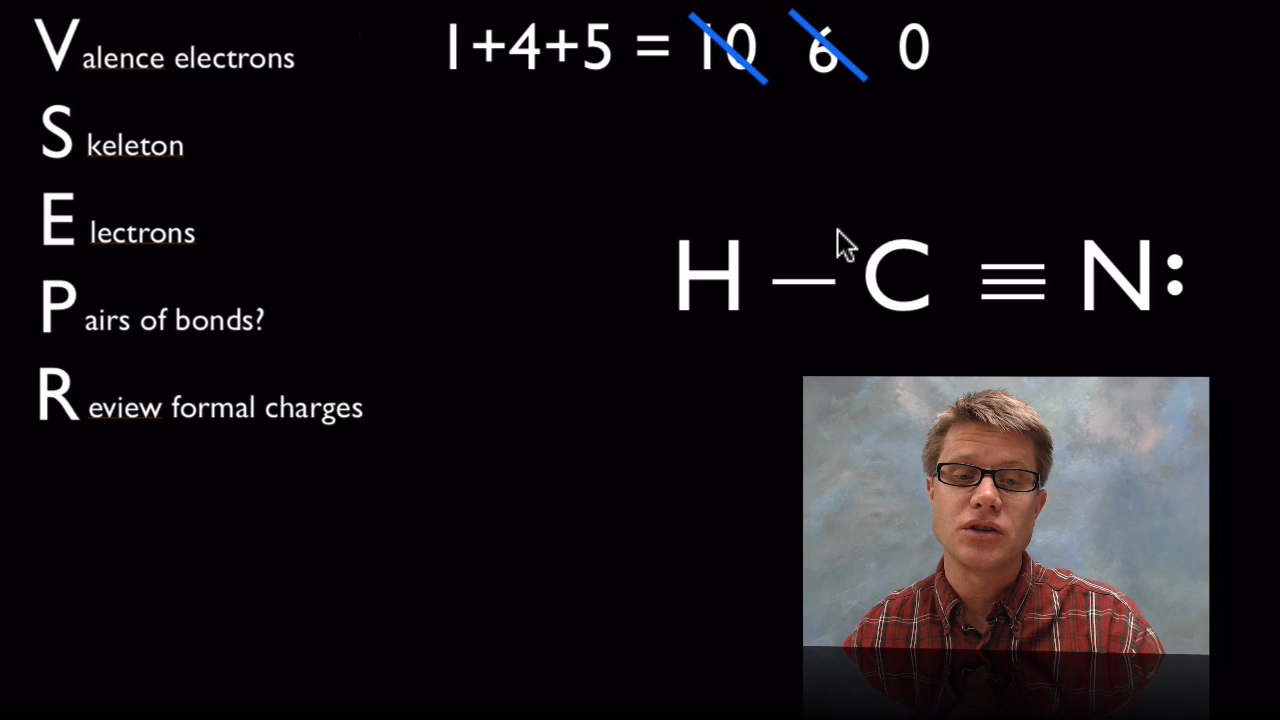 Valence electrons
1+4+5 = 10 6 0
Skeleton
Electrons
H — C ≡ N:
Pairs of bonds?
Review formal charges